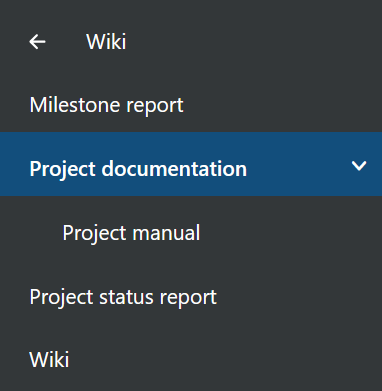 Wiki
Milestone report
Project documentation
Project manual
Project status report
Wiki